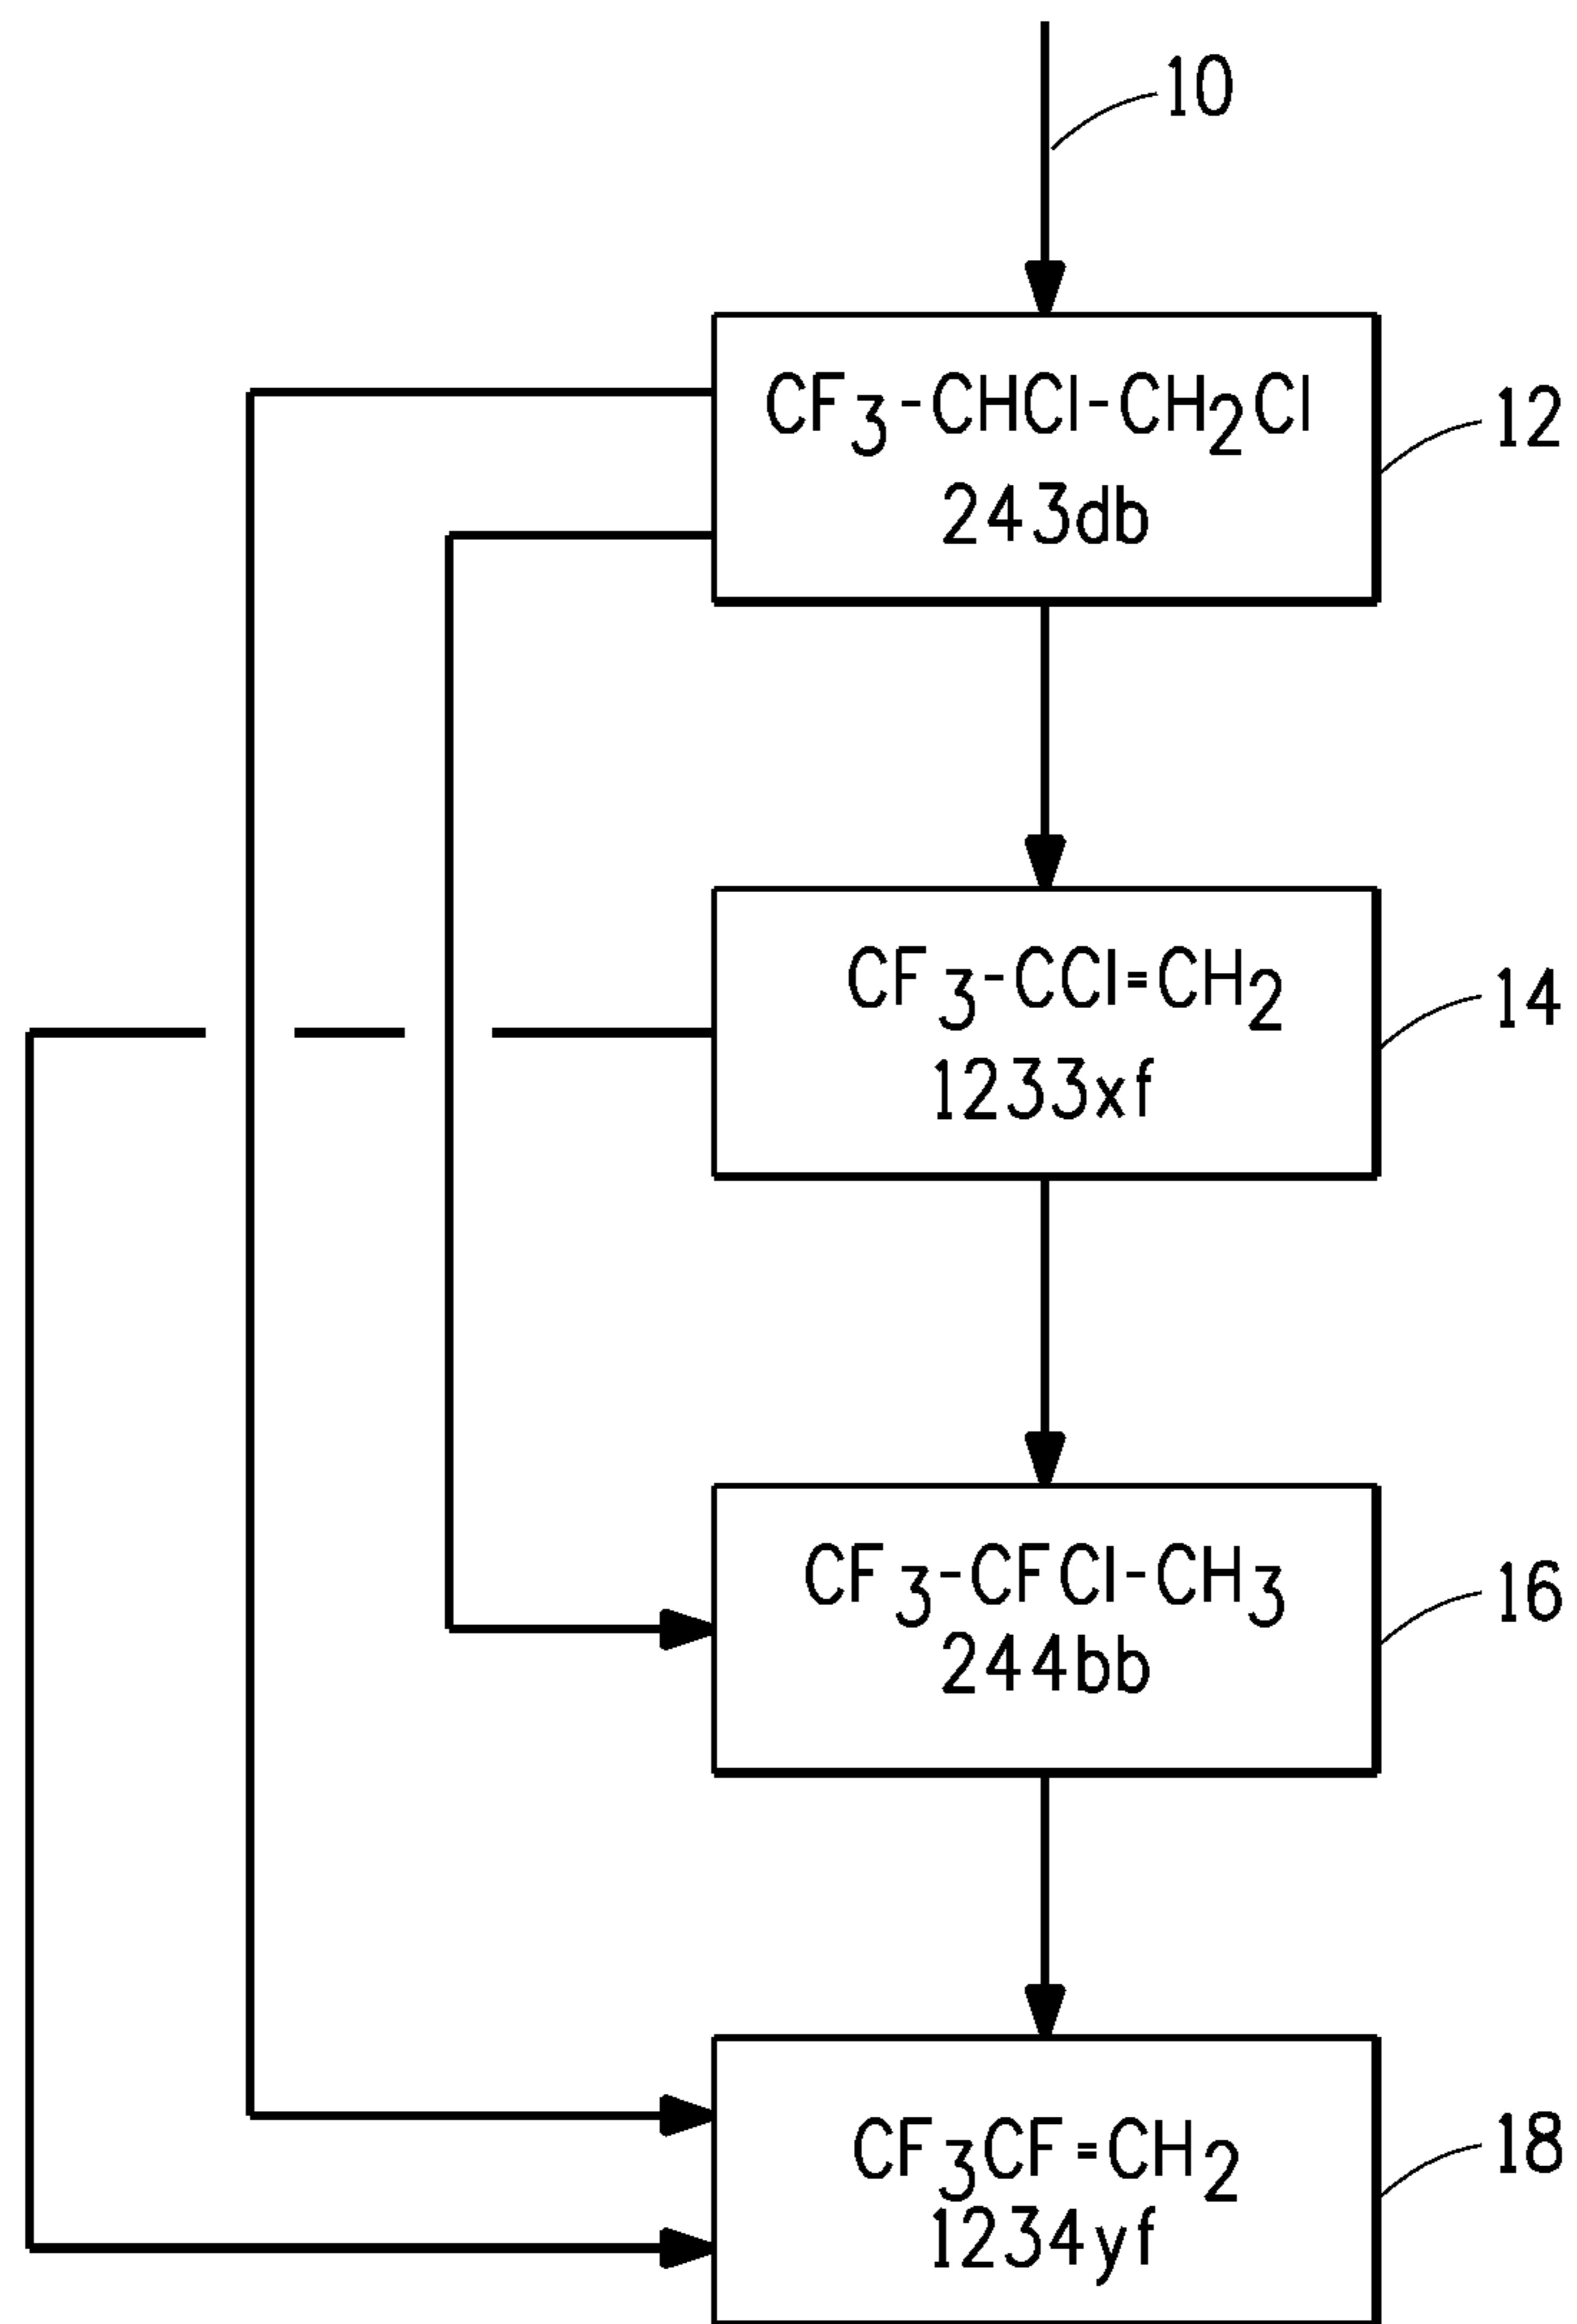 10
CF₃-CHCl-CH₂Cl
243db
12
CF₃-CCl=CH₂
1233xf
14
CF₃-CFCl-CH₃
244bb
16
CF₃CF=CH₂
1234yf
18